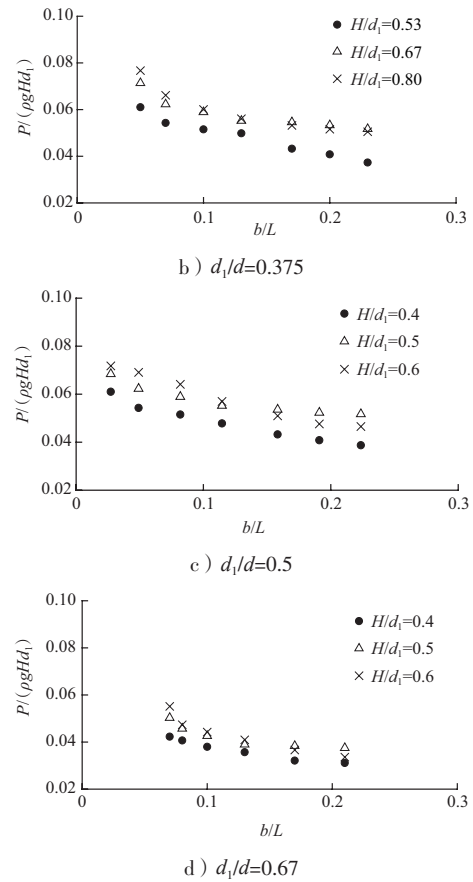 0.10
0.08
0.06
0.04
0.02
P/(ρgHd₁)
● H/d₁=0.53
△ H/d₁=0.67
× H/d₁=0.80
0 0.1 0.2 0.3
b/L
b) d₁/d=0.375
0.10
0.08
0.06
0.04
0.02
P/(ρgHd₁)
● H/d₁=0.4
△ H/d₁=0.5
× H/d₁=0.6
0 0.1 0.2 0.3
b/L
c) d₁/d=0.5
0.10
0.08
0.06
0.04
0.02
P/(ρgHd₁)
● H/d₁=0.4
△ H/d₁=0.5
× H/d₁=0.6
0 0.1 0.2 0.3
b/L
d) d₁/d=0.67